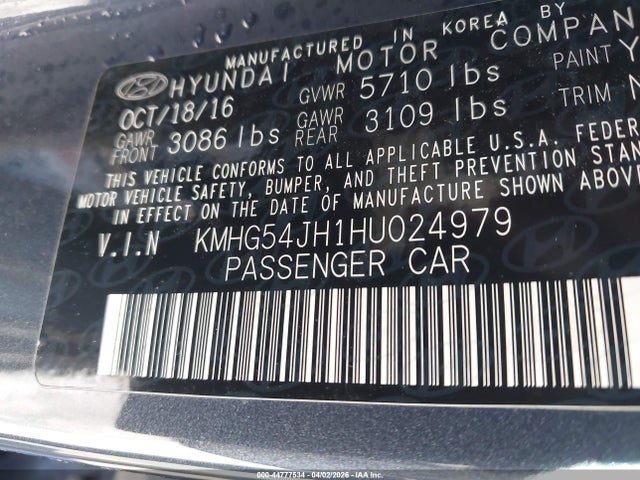 MANUFACTURED IN KOREA BY
HYUNDAI MOTOR COMPAN
OCT/18/16 GVWR 5710 lbs PAINT Y
GAWR FRONT 3086 lbs GAWR REAR 3109 lbs TRIM N
THIS VEHICLE CONFORMS TO ALL APPLICABLE U.S.A. FEDER
MOTOR VEHICLE SAFETY, BUMPER, AND THEFT PREVENTION STAN
IN EFFECT ON THE DATE OF MANUFACTURE SHOWN ABOVE
V.I.N KMHG54JH1HU024979
PASSENGER CAR
000-44777534 - 04/02/2026 - IAA Inc.